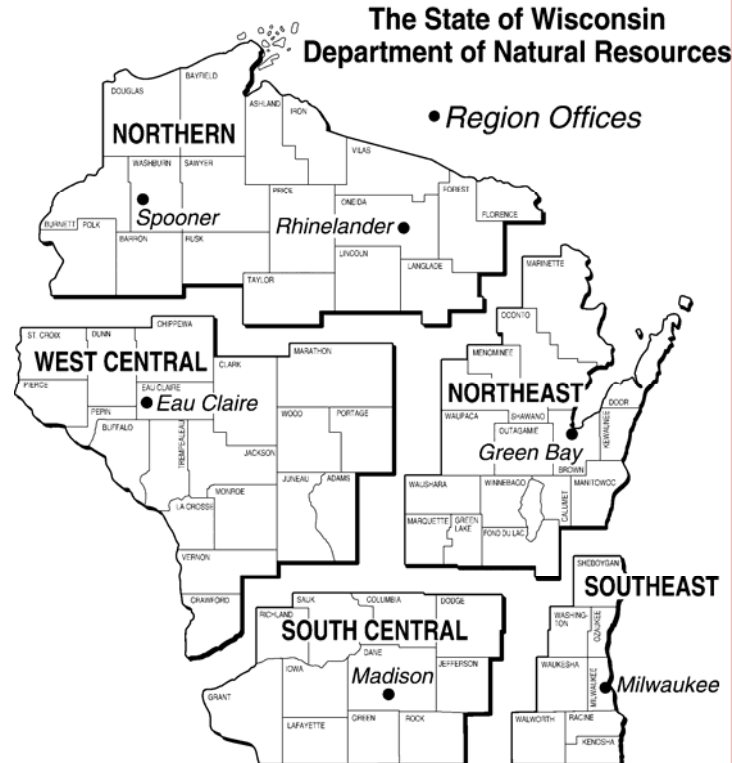 The State of Wisconsin
Department of Natural Resources
Region Offices
BAYFIELD
DOUGLAS
ASHLAND
IRON
NORTHERN
VILAS
WASHBURN
SAWYER
PRICE
FOREST
ONEIDA
Spooner
Rhinelander
FLORENCE
BURNETT
POLK
BARRON
RUSK
LINCOLN
LANGLADE
TAYLOR
MARINETTE
OCONTO
CHIPPEWA
ST. CROIX
DUNN
WEST CENTRAL
CLARK
MARATHON
MENOMINEE
PIERCE
EAU CLAIRE
Eau Claire
NORTHEAST
DOOR
PEPIN
BUFFALO
WOOD
PORTAGE
WAUPACA
SHAWANO
OUTAGAMIE
KEWAUNEE
Green Bay
TREMPEALEAU
JACKSON
BROWN
JUNEAU
ADAMS
WAUSHARA
WINNEBAGO
CALUMET
MANITOWOC
MONROE
LA CROSSE
MARQUETTE
GREEN
LAKE
FOND DU LAC
VERNON
CRAWFORD
SHEBOYGAN
SOUTHEAST
SAUK
COLUMBIA
DODGE
RICHLAND
SOUTH CENTRAL
WASHING-
TON
OZAUKEE
DANE
IOWA
Madison
JEFFERSON
WAUKESHA
MILWAUKEE
Milwaukee
GRANT
LAFAYETTE
GREEN
ROCK
WALWORTH
RACINE
KENOSHA